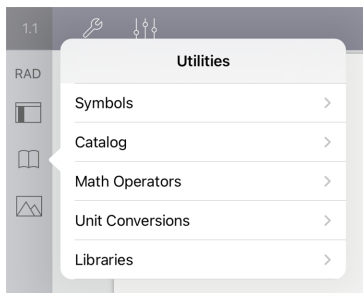 1.1
Utilities
RAD
Symbols
Catalog
Math Operators
Unit Conversions
Libraries